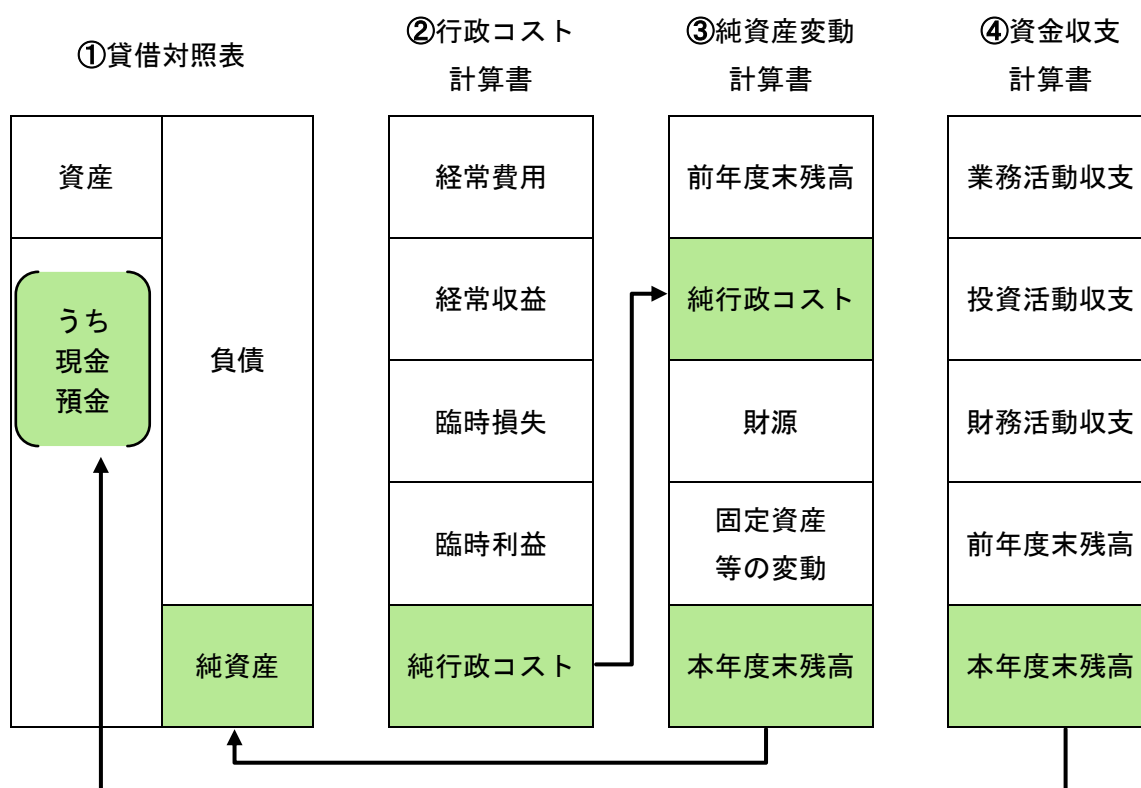 ①貸借対照表
資産
うち
現金
預金
負債
純資産
②行政コスト
計算書
経常費用
経常収益
臨時損失
臨時利益
純行政コスト
③純資産変動
計算書
前年度末残高
純行政コスト
財源
固定資産
等の変動
本年度末残高
④資金収支
計算書
業務活動収支
投資活動収支
財務活動収支
前年度末残高
本年度末残高